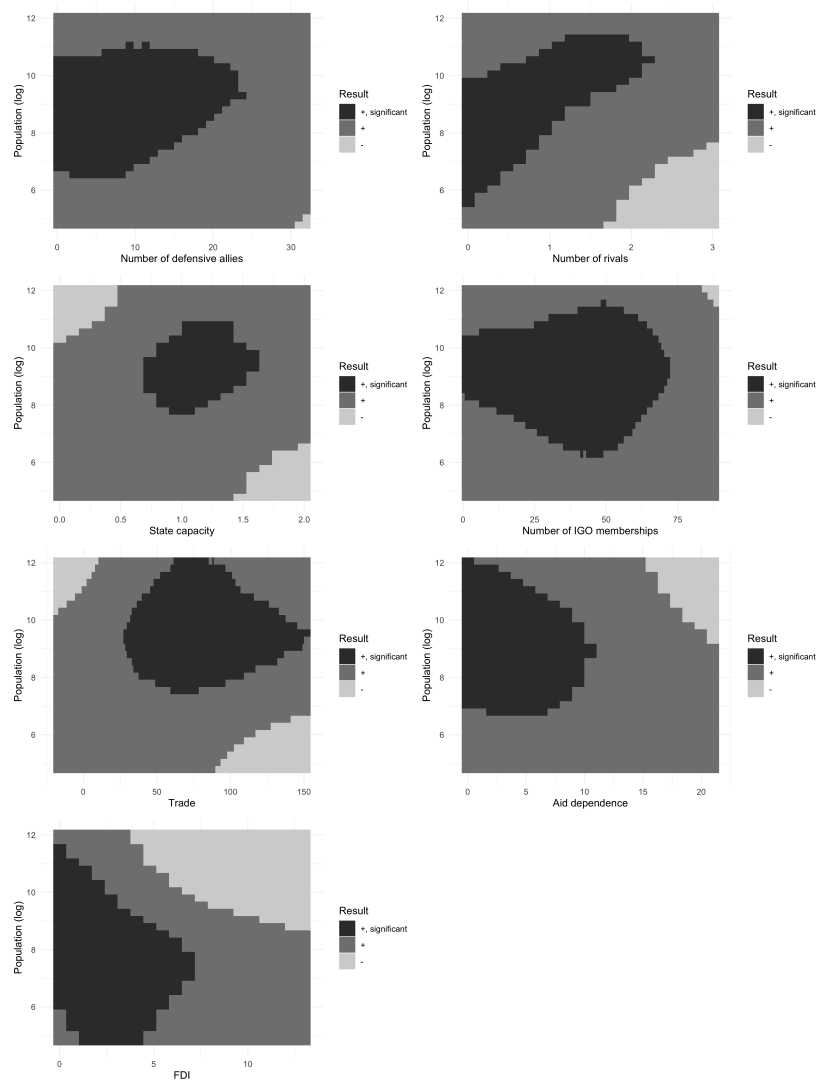 12
10
8
6
Population (log)
0
10
20
30
Number of defensive allies
Result
+, significant
+
-
12
10
8
6
Population (log)
0
1
2
3
Number of rivals
Result
+, significant
+
-
12
10
8
6
Population (log)
0.0
0.5
1.0
1.5
2.0
State capacity
Result
+, significant
+
-
12
10
8
6
Population (log)
0
25
50
75
Number of IGO memberships
Result
+, significant
+
-
12
10
8
6
Population (log)
0
50
100
150
Trade
Result
+, significant
+
-
12
10
8
6
Population (log)
0
5
10
15
20
Aid dependence
Result
+, significant
+
-
12
10
8
6
Population (log)
0
5
10
FDI
Result
+, significant
+
-